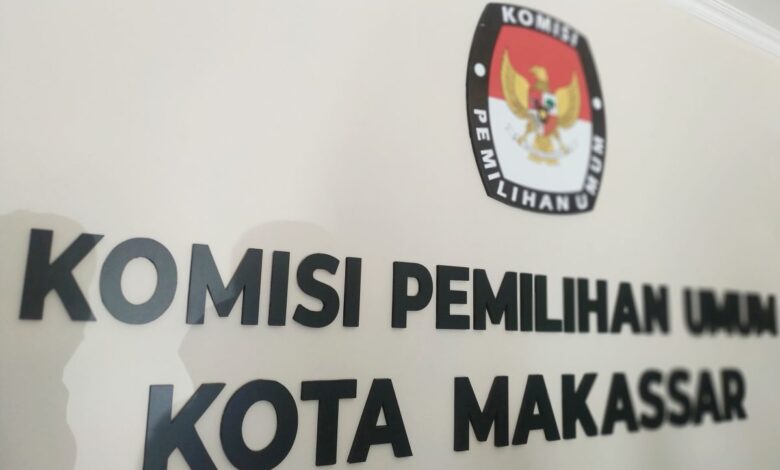 KOMISI
PEMILIHAN UMUM
KOMISI PEMILIHAN UMUM
KOTA MAKASSAR